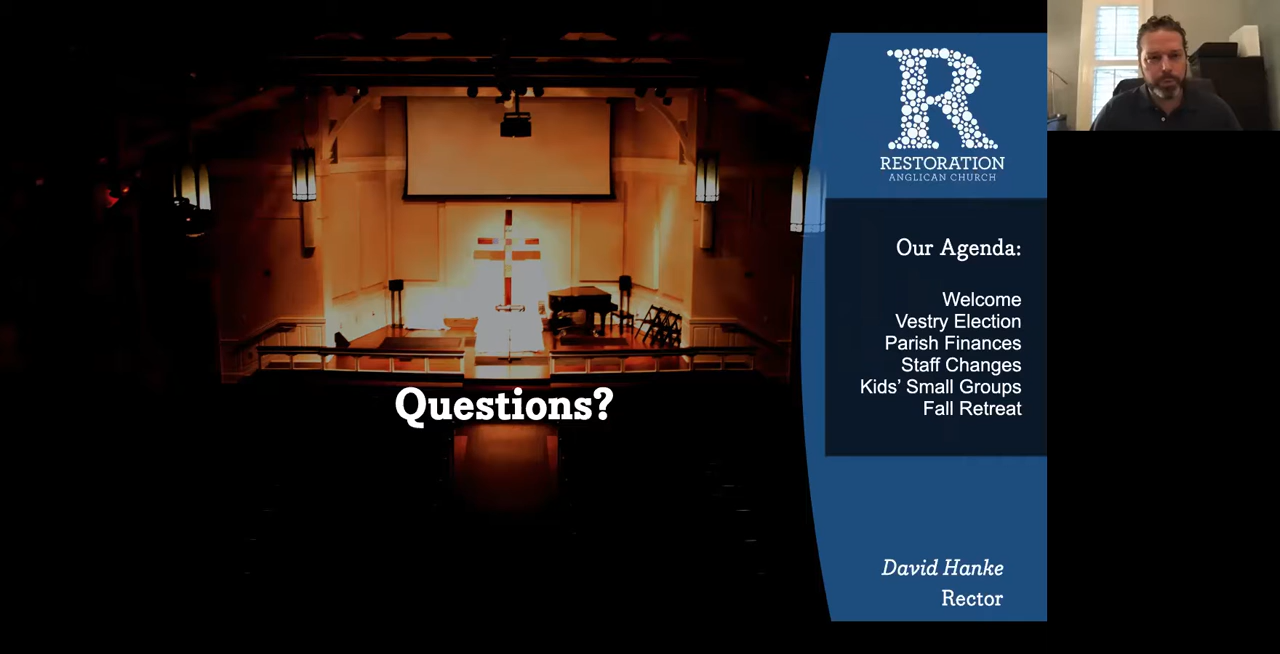 Questions?
RESTORATION
ANGLICAN CHURCH
Our Agenda:
Welcome
Vestry Election
Parish Finances
Staff Changes
Kids’ Small Groups
Fall Retreat
David Hanke
Rector